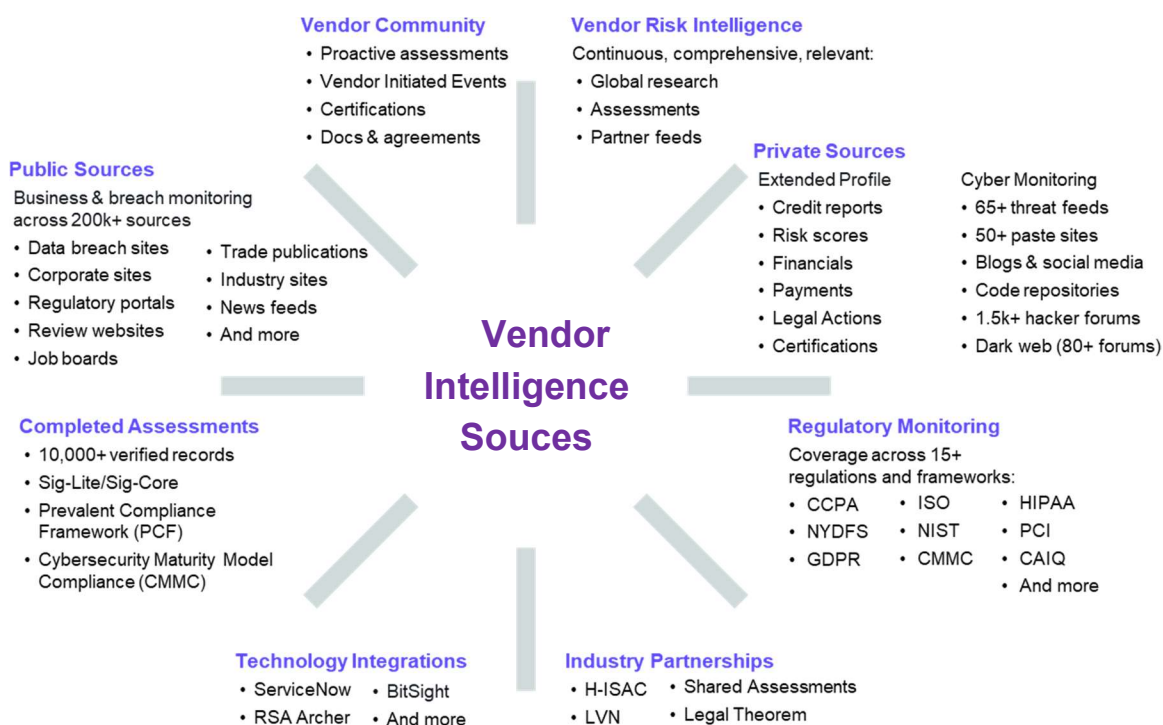 Vendor Community
• Proactive assessments
• Vendor Initiated Events
• Certifications
• Docs & agreements
Vendor Risk Intelligence
Continuous, comprehensive, relevant:
• Global research
• Assessments
• Partner feeds
Public Sources
Business & breach monitoring
across 200k+ sources
• Data breach sites
• Corporate sites
• Regulatory portals
• Review websites
• Job boards
• Trade publications
• Industry sites
• News feeds
• And more
Private Sources
Extended Profile
• Credit reports
• Risk scores
• Financials
• Payments
• Legal Actions
• Certifications
Cyber Monitoring
• 65+ threat feeds
• 50+ paste sites
• Blogs & social media
• Code repositories
• 1.5k+ hacker forums
• Dark web (80+ forums)
Vendor
Intelligence
Souces
Completed Assessments
• 10,000+ verified records
• Sig-Lite/Sig-Core
• Prevalent Compliance
Framework (PCF)
• Cybersecurity Maturity Model
Compliance (CMMC)
Regulatory Monitoring
Coverage across 15+
regulations and frameworks:
• CCPA
• NYDFS
• GDPR
• ISO
• NIST
• CMMC
• HIPAA
• PCI
• CAIQ
• And more
Technology Integrations
• ServiceNow
• RSA Archer
• BitSight
• And more
Industry Partnerships
• H-ISAC
• LVN
• Shared Assessments
• Legal Theorem